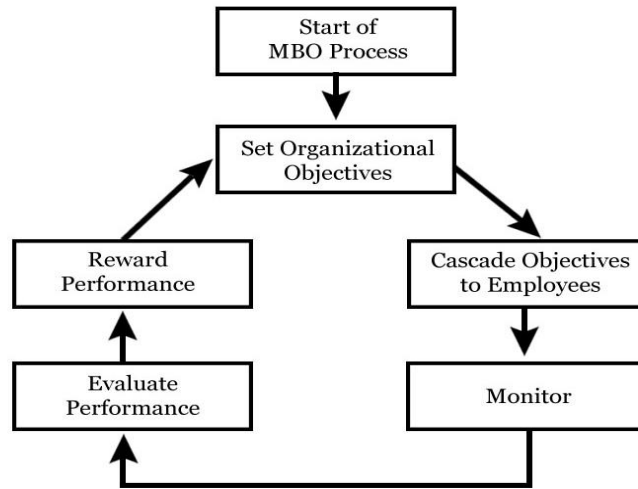 Start of
MBO Process
Set Organizational
Objectives
Cascade Objectives
to Employees
Monitor
Evaluate
Performance
Reward
Performance